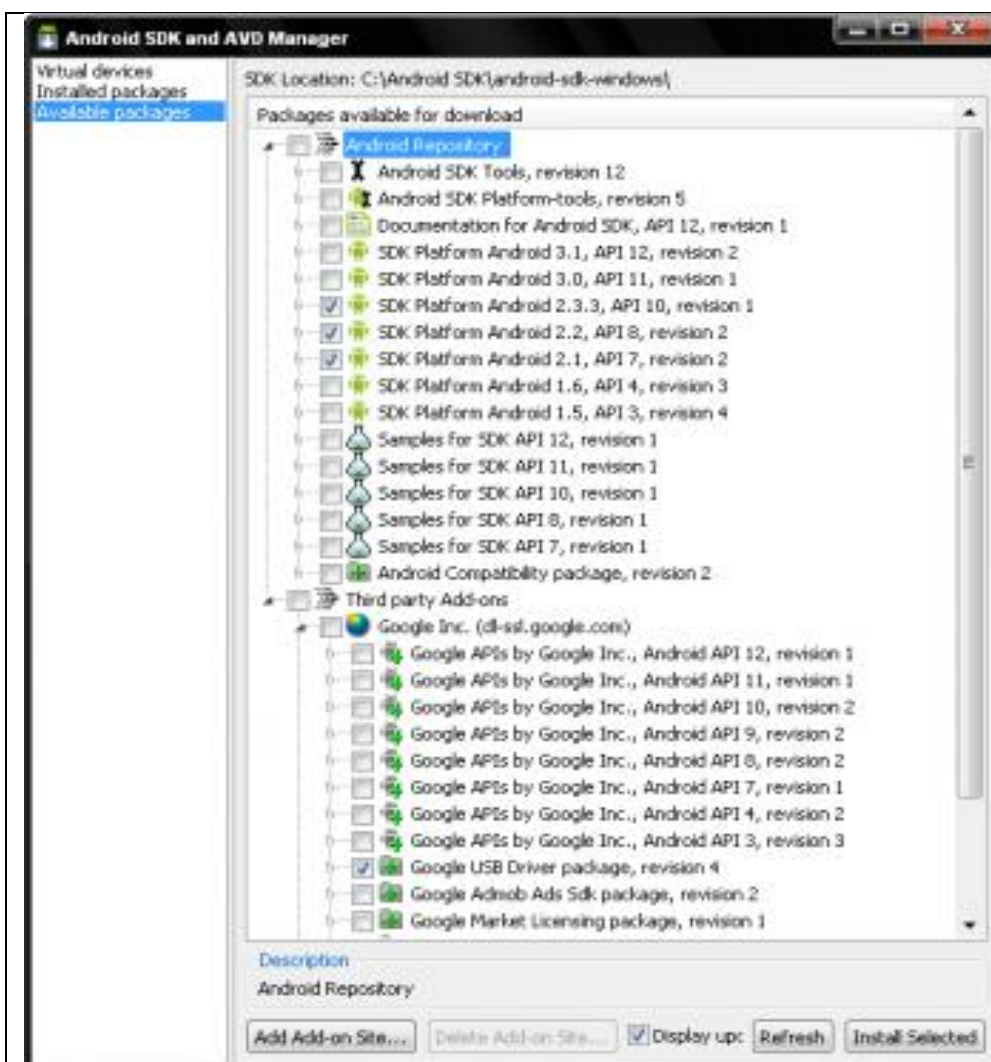 Android SDK and AVD Manager
Virtual devices
Installed packages
Available packages
SDK Location: C:\Android SDK\android-sdk-windows\
Packages available for download
Android Repository
Android SDK Tools, revision 12
Android SDK Platform-tools, revision 5
Documentation for Android SDK, API 12, revision 1
SDK Platform Android 3.1, API 12, revision 2
SDK Platform Android 3.0, API 11, revision 1
SDK Platform Android 2.3.3, API 10, revision 1
SDK Platform Android 2.2, API 8, revision 2
SDK Platform Android 2.1, API 7, revision 2
SDK Platform Android 1.6, API 4, revision 3
SDK Platform Android 1.5, API 3, revision 4
Samples for SDK API 12, revision 1
Samples for SDK API 11, revision 1
Samples for SDK API 10, revision 1
Samples for SDK API 8, revision 1
Samples for SDK API 7, revision 1
Android Compatibility package, revision 2
Third party Add-ons
Google Inc. (dl-ssl.google.com)
Google APIs by Google Inc., Android API 12, revision 1
Google APIs by Google Inc., Android API 11, revision 1
Google APIs by Google Inc., Android API 10, revision 2
Google APIs by Google Inc., Android API 9, revision 2
Google APIs by Google Inc., Android API 8, revision 2
Google APIs by Google Inc., Android API 7, revision 1
Google APIs by Google Inc., Android API 4, revision 2
Google APIs by Google Inc., Android API 3, revision 3
Google USB Driver package, revision 4
Google Admob Ads Sdk package, revision 2
Google Market Licensing package, revision 1
Description
Android Repository
Add Add-on Site... Delete Add-on Site... Display upd Refresh Install Selected